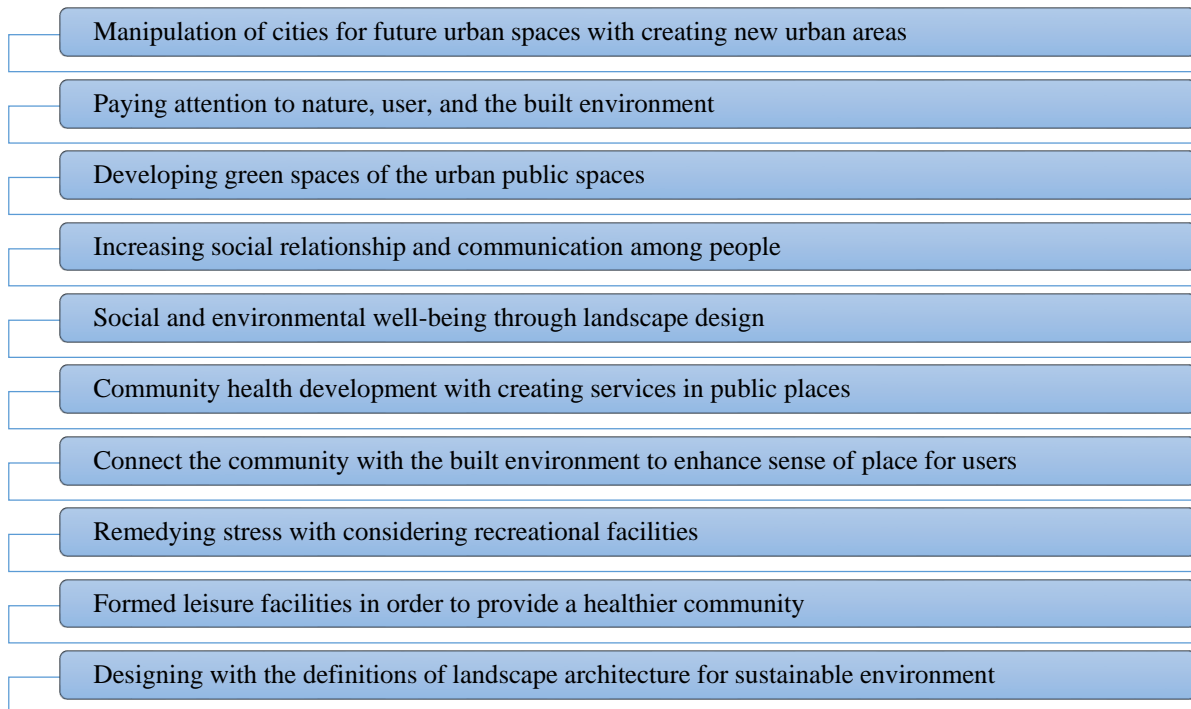 Manipulation of cities for future urban spaces with creating new urban areas
Paying attention to nature, user, and the built environment
Developing green spaces of the urban public spaces
Increasing social relationship and communication among people
Social and environmental well-being through landscape design
Community health development with creating services in public places
Connect the community with the built environment to enhance sense of place for users
Remedying stress with considering recreational facilities
Formed leisure facilities in order to provide a healthier community
Designing with the definitions of landscape architecture for sustainable environment